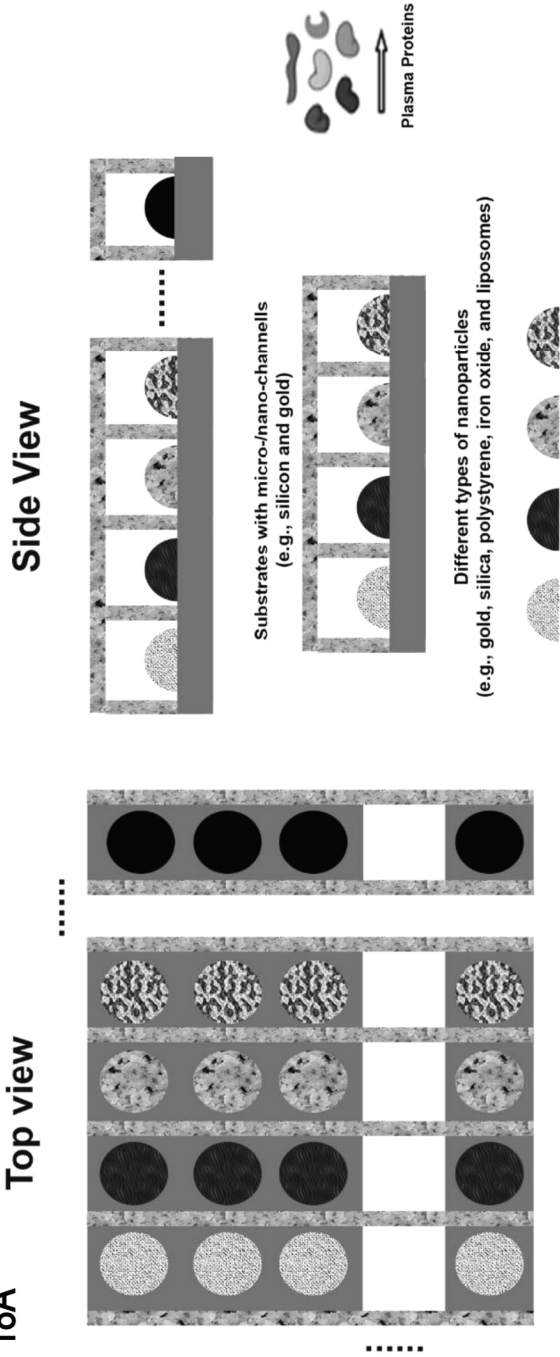 Top view
Side View
Substrates with micro-/nano-channells
(e.g., silicon and gold)
Different types of nanoparticles
(e.g., gold, silica, polystyrene, iron oxide, and liposomes)
Plasma Proteins